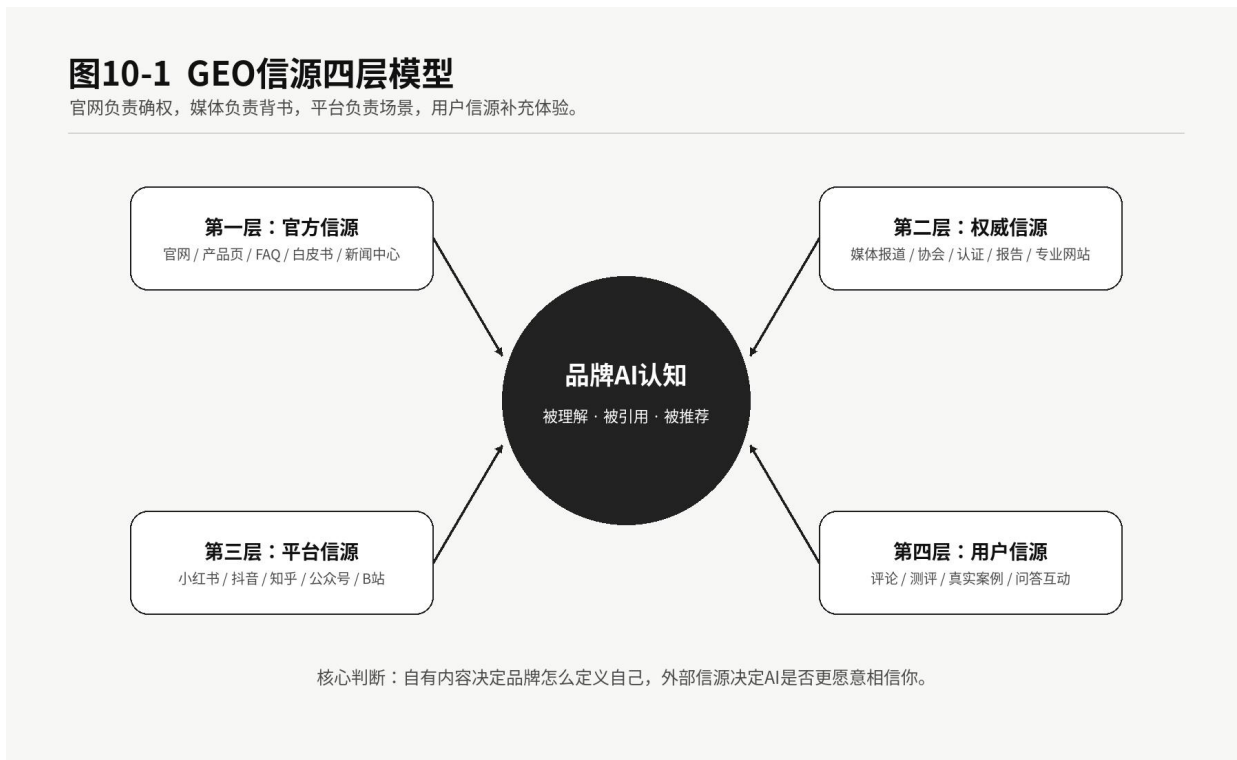 图10-1 GEO信源四层模型
官网负责确权，媒体负责背书，平台负责场景，用户信源补充体验。
第一层：官方信源
官网 / 产品页 / FAQ / 白皮书 / 新闻中心
第二层：权威信源
媒体报道 / 协会 / 认证 / 报告 / 专业网站
品牌AI认知
被理解 · 被引用 · 被推荐
第三层：平台信源
小红书 / 抖音 / 知乎 / 公众号 / B站
第四层：用户信源
评论 / 测评 / 真实案例 / 问答互动
核心判断：自有内容决定品牌怎么定义自己，外部信源决定AI是否更愿意相信你。